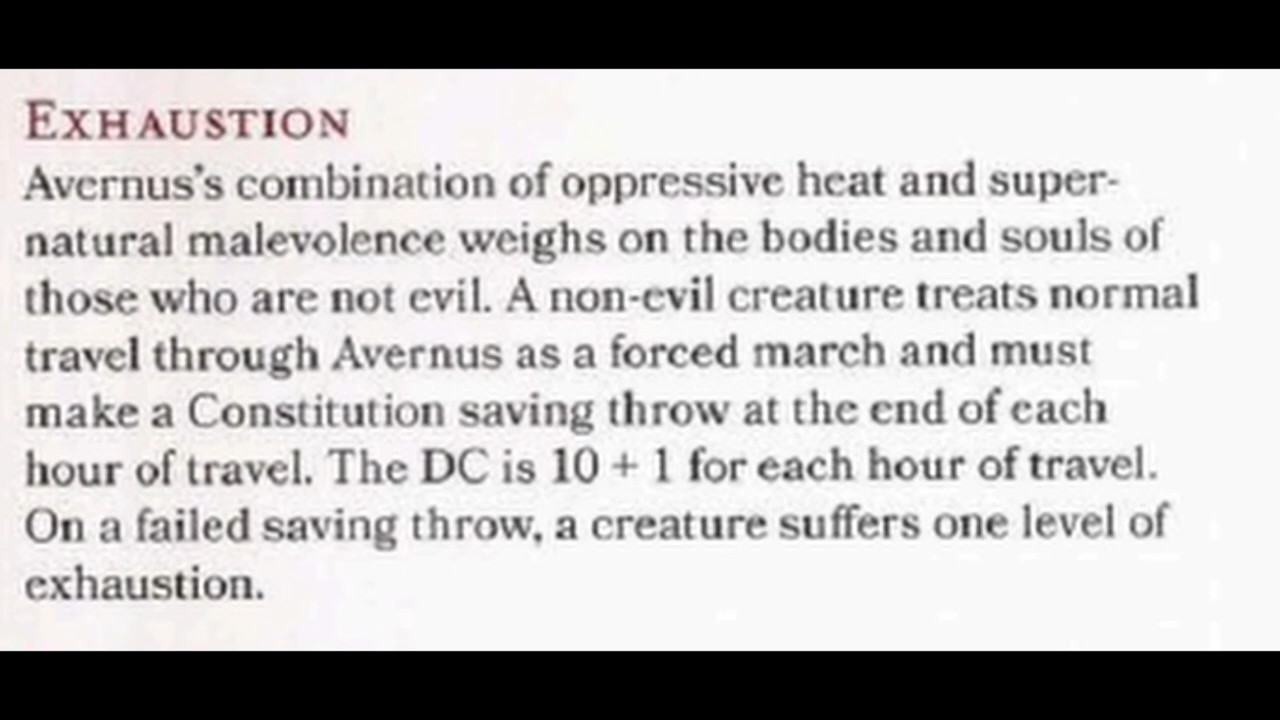 EXHAUSTION
Avernus's combination of oppressive heat and super-
natural malevolence weighs on the bodies and souls of
those who are not evil. A non-evil creature treats normal
travel through Avernus as a forced march and must
make a Constitution saving throw at the end of each
hour of travel. The DC is 10 + 1 for each hour of travel.
On a failed saving throw, a creature suffers one level of
exhaustion.